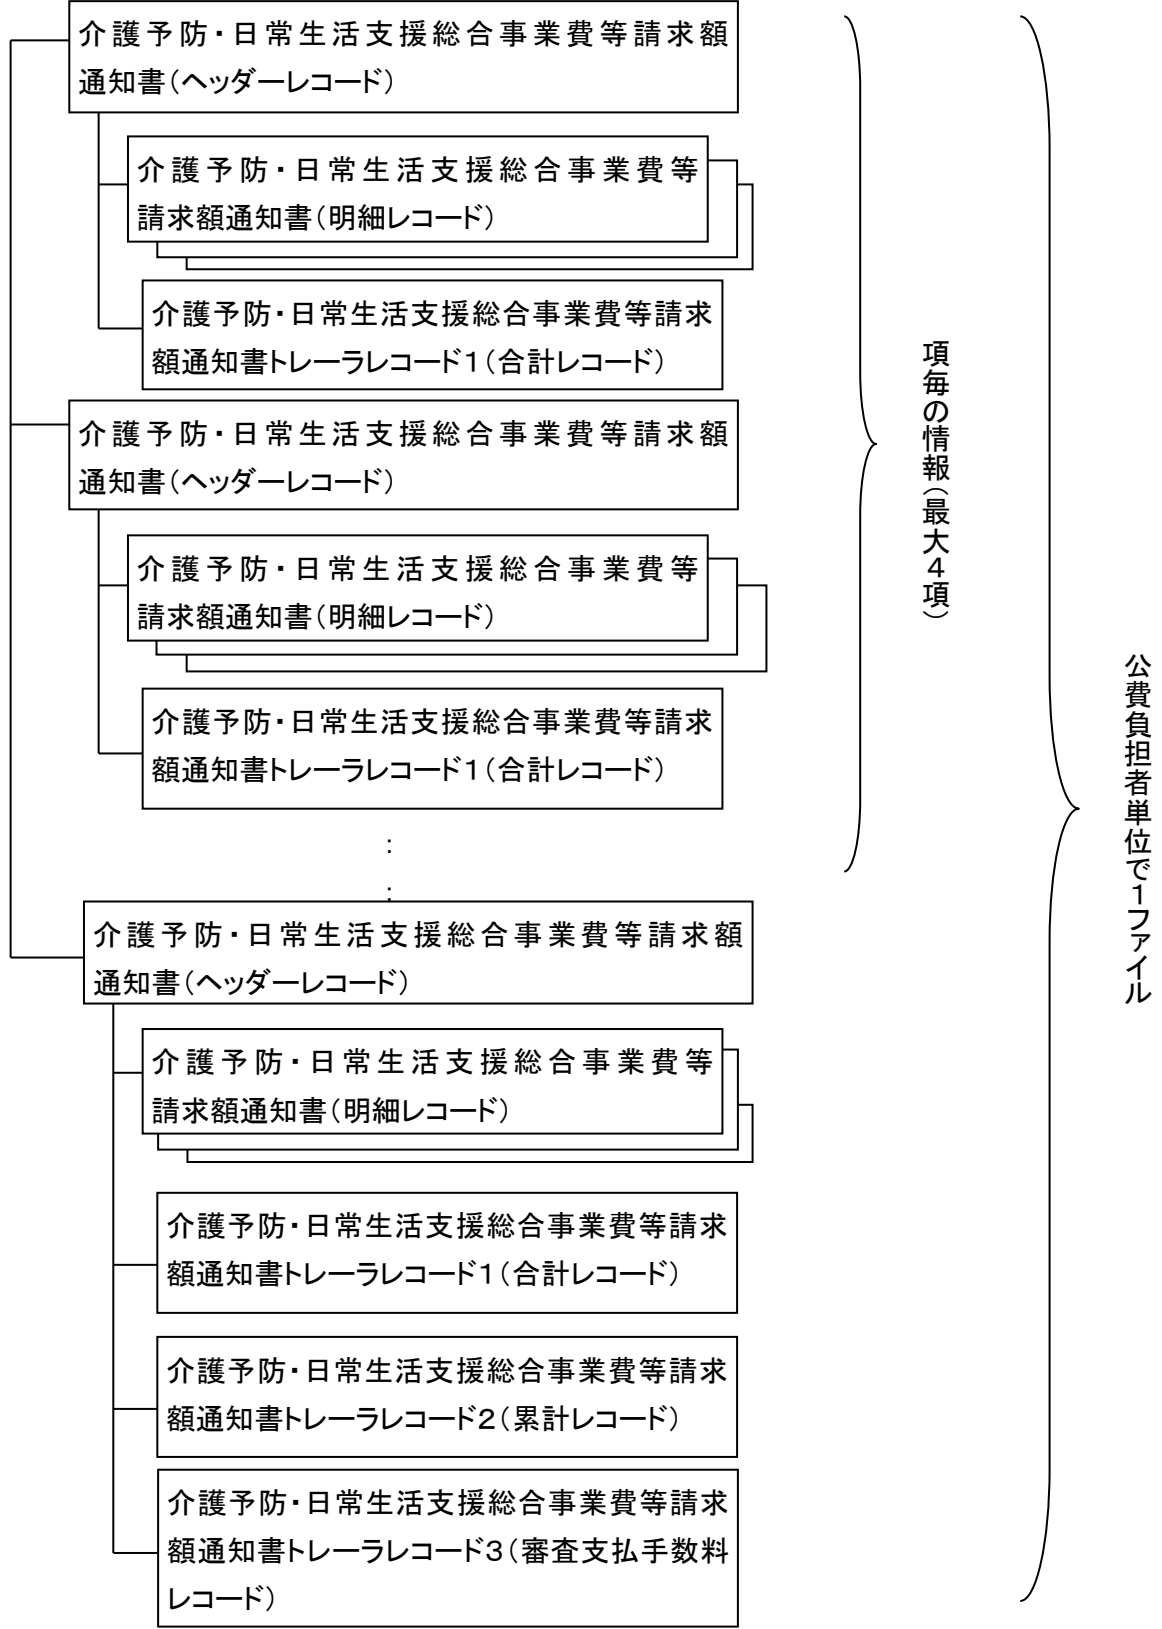 介護予防・日常生活支援総合事業費等請求額
通知書（ヘッダーレコード）
介護予防・日常生活支援総合事業費等
請求額通知書（明細レコード）
介護予防・日常生活支援総合事業費等請求
額通知書トレーラレコード１（合計レコード）
介護予防・日常生活支援総合事業費等請求額
通知書（ヘッダーレコード）
介護予防・日常生活支援総合事業費等
請求額通知書（明細レコード）
介護予防・日常生活支援総合事業費等請求
額通知書トレーラレコード１（合計レコード）
：
：
介護予防・日常生活支援総合事業費等請求額
通知書（ヘッダーレコード）
介護予防・日常生活支援総合事業費等
請求額通知書（明細レコード）
介護予防・日常生活支援総合事業費等請求
額通知書トレーラレコード１（合計レコード）
介護予防・日常生活支援総合事業費等請求
額通知書トレーラレコード２（累計レコード）
介護予防・日常生活支援総合事業費等請求
額通知書トレーラレコード３（審査支払手数料
レコード）
項毎の情報（最大４項）
公費負担者単位で１ファイル